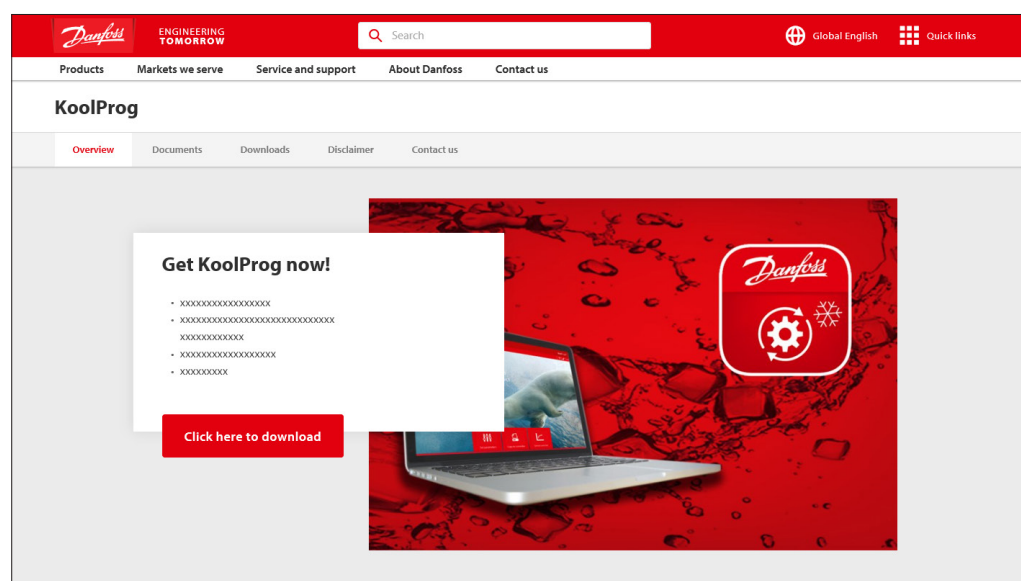 Danfoss
ENGINEERING
TOMORROW
Search
Global English
Quick links
Products Markets we serve Service and support About Danfoss Contact us
KoolProg
Overview Documents Downloads Disclaimer Contact us
Get KoolProg now!
• xxxxxxxxxxxxxxxxx
• xxxxxxxxxxxxxxxxxxxxxxxxxxxxx
xxxxxxxxxxxx
• xxxxxxxxxxxxxxxxxx
• xxxxxxxxx
Click here to download
Danfoss